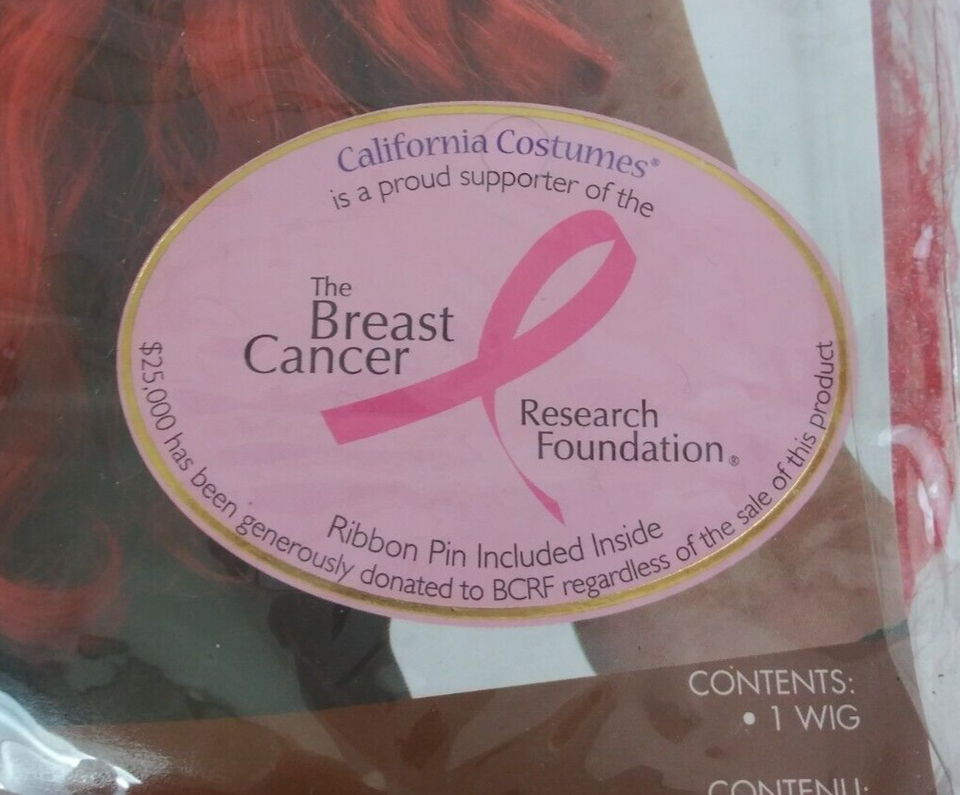 California Costumes®
is a proud supporter of the
The
Breast
Cancer
Research
Foundation®
Ribbon Pin Included Inside
$25,000 has been generously donated to BCRF regardless of the sale of this product
CONTENTS:
• 1 WIG
CONTENU: